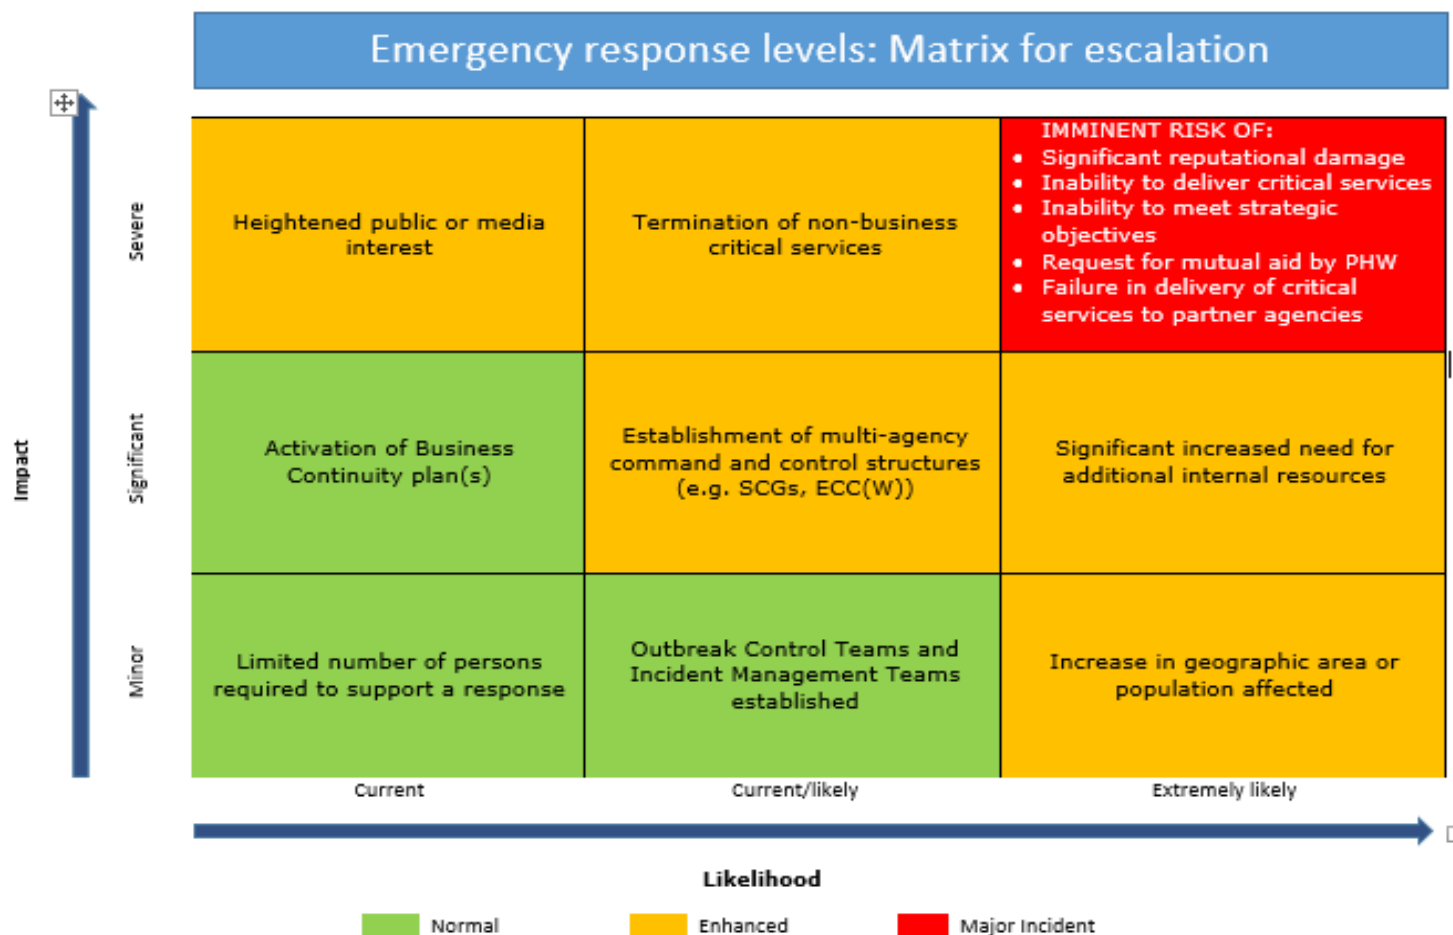 Emergency response levels: Matrix for escalation
Impact
Severe
Heightened public or media
interest
Termination of non-business
critical services
IMMINENT RISK OF:
• Significant reputational damage
• Inability to deliver critical services
• Inability to meet strategic
objectives
• Request for mutual aid by PHW
• Failure in delivery of critical
services to partner agencies
Significant
Activation of Business
Continuity plan(s)
Establishment of multi-agency
command and control structures
(e.g. SCGs, ECC(W))
Significant increased need for
additional internal resources
Minor
Limited number of persons
required to support a response
Outbreak Control Teams and
Incident Management Teams
established
Increase in geographic area or
population affected
Current
Current/likely
Extremely likely
Likelihood
Normal
Enhanced
Major Incident